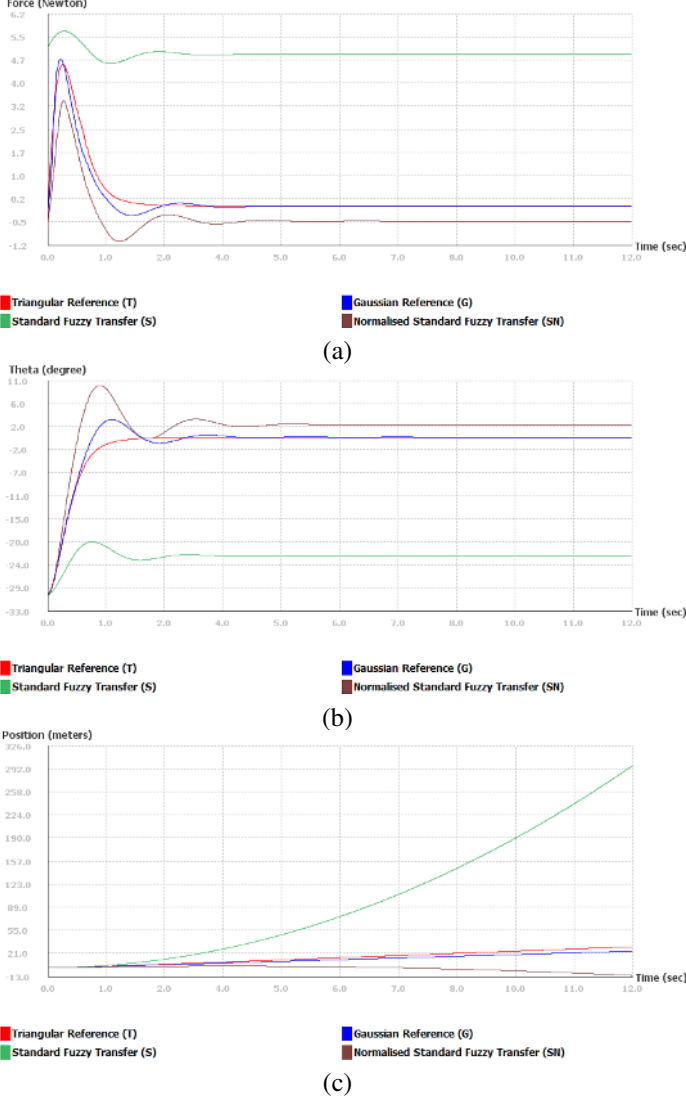 Force (Newton)
6.2
5.5
4.7
4.0
3.2
2.5
1.7
1.0
0.2
-0.5
-1.2
0.0 1.0 2.0 3.0 4.0 5.0 6.0 7.0 8.0 9.0 10.0 11.0 12.0
Time (sec)
Triangular Reference (T) Gaussian Reference (G)
Standard Fuzzy Transfer (S) Normalised Standard Fuzzy Transfer (SN)
(a)
Theta (degree)
11.0
6.0
2.0
-2.0
-7.0
-11.0
-15.0
-20.0
-24.0
-29.0
-33.0
0.0 1.0 2.0 3.0 4.0 5.0 6.0 7.0 8.0 9.0 10.0 11.0 12.0
Time (sec)
Triangular Reference (T) Gaussian Reference (G)
Standard Fuzzy Transfer (S) Normalised Standard Fuzzy Transfer (SN)
(b)
Position (meters)
326.0
292.0
258.0
224.0
190.0
157.0
123.0
89.0
55.0
21.0
-13.0
0.0 1.0 2.0 3.0 4.0 5.0 6.0 7.0 8.0 9.0 10.0 11.0 12.0
Time (sec)
Triangular Reference (T) Gaussian Reference (G)
Standard Fuzzy Transfer (S) Normalised Standard Fuzzy Transfer (SN)
(c)